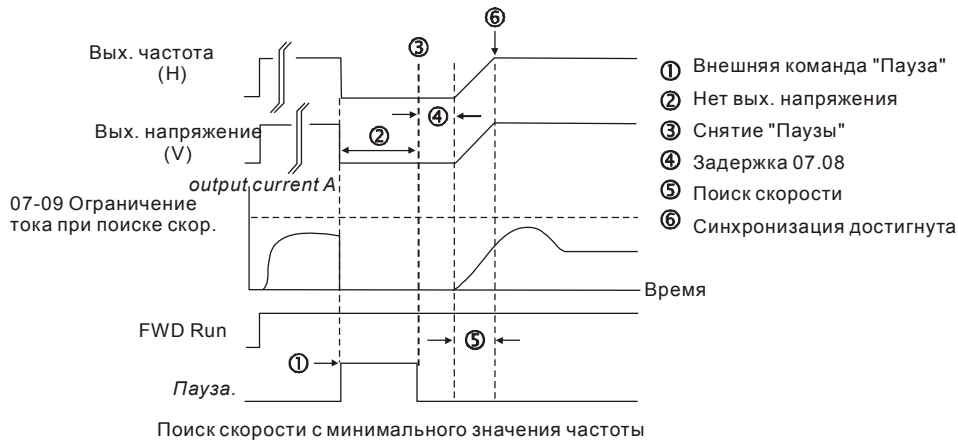 ⑥
Вых. частота
(H)
③
④
Вых. напряжение
(V)
②
output current A
07-09 Ограничение
тока при поиске скор.
Время
FWD Run
⑤
①
Пауза.
① Внешняя команда "Пауза"
② Нет вых. напряжения
③ Снятие "Паузы"
④ Задержка 07.08
⑤ Поиск скорости
⑥ Синхронизация достигнута
Поиск скорости с минимального значения частоты